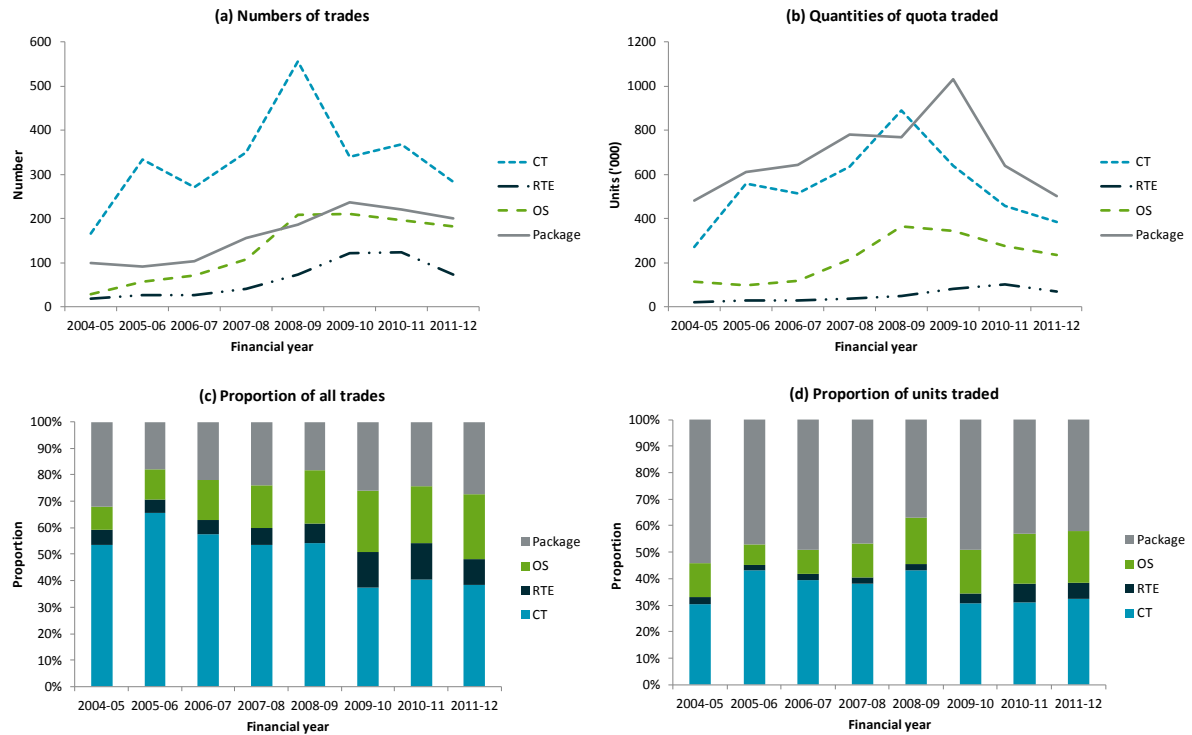 (a) Numbers of trades
600
500
400
300
200
100
0
Number
2004-05 2005-06 2006-07 2007-08 2008-09 2009-10 2010-11 2011-12
Financial year
CT
RTE
OS
Package
(b) Quantities of quota traded
1200
1000
800
600
400
200
0
Units ('000)
2004-05 2005-06 2006-07 2007-08 2008-09 2009-10 2010-11 2011-12
Financial year
CT
RTE
OS
Package
(c) Proportion of all trades
100%
90%
80%
70%
60%
50%
40%
30%
20%
10%
0%
Proportion
2004-05 2005-06 2006-07 2007-08 2008-09 2009-10 2010-11 2011-12
Financial year
Package
OS
RTE
CT
(d) Proportion of units traded
100%
90%
80%
70%
60%
50%
40%
30%
20%
10%
0%
Proportion
2004-05 2005-06 2006-07 2007-08 2008-09 2009-10 2010-11 2011-12
Financial year
Package
OS
RTE
CT